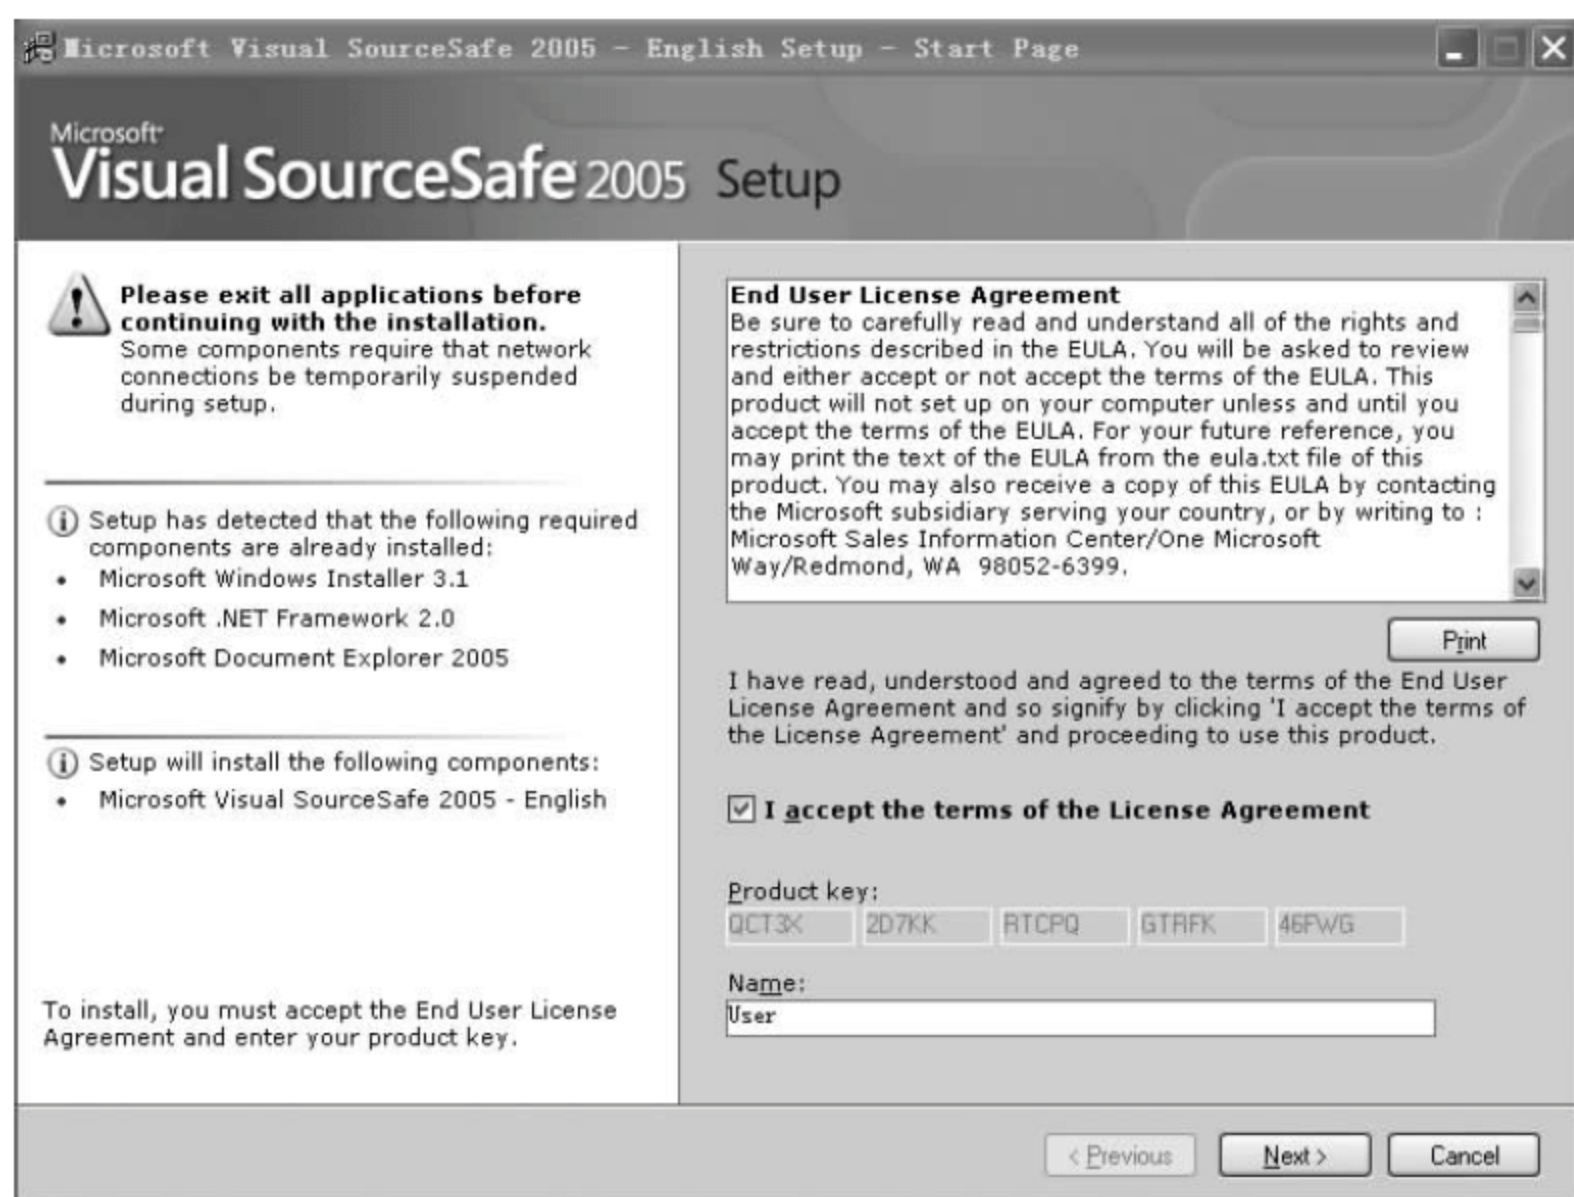 Microsoft Visual SourceSafe 2005 - English Setup - Start Page
Microsoft
Visual SourceSafe 2005 Setup
Please exit all applications before
continuing with the installation.
Some components require that network
connections be temporarily suspended
during setup.
Setup has detected that the following required
components are already installed:
• Microsoft Windows Installer 3.1
• Microsoft .NET Framework 2.0
• Microsoft Document Explorer 2005
Setup will install the following components:
• Microsoft Visual SourceSafe 2005 - English
To install, you must accept the End User License
Agreement and enter your product key.
End User License Agreement
Be sure to carefully read and understand all of the rights and
restrictions described in the EULA. You will be asked to review
and either accept or not accept the terms of the EULA. This
product will not set up on your computer unless and until you
accept the terms of the EULA. For your future reference, you
may print the text of the EULA from the eula.txt file of this
product. You may also receive a copy of this EULA by contacting
the Microsoft subsidiary serving your country, or by writing to :
Microsoft Sales Information Center/One Microsoft
Way/Redmond, WA 98052-6399.
Print
I have read, understood and agreed to the terms of the End User
License Agreement and so signify by clicking 'I accept the terms of
the License Agreement' and proceeding to use this product.
I accept the terms of the License Agreement
Product key:
QCT3X 2D7KK RTCPQ GTRFK 46FWG
Name:
User
< Previous Next > Cancel